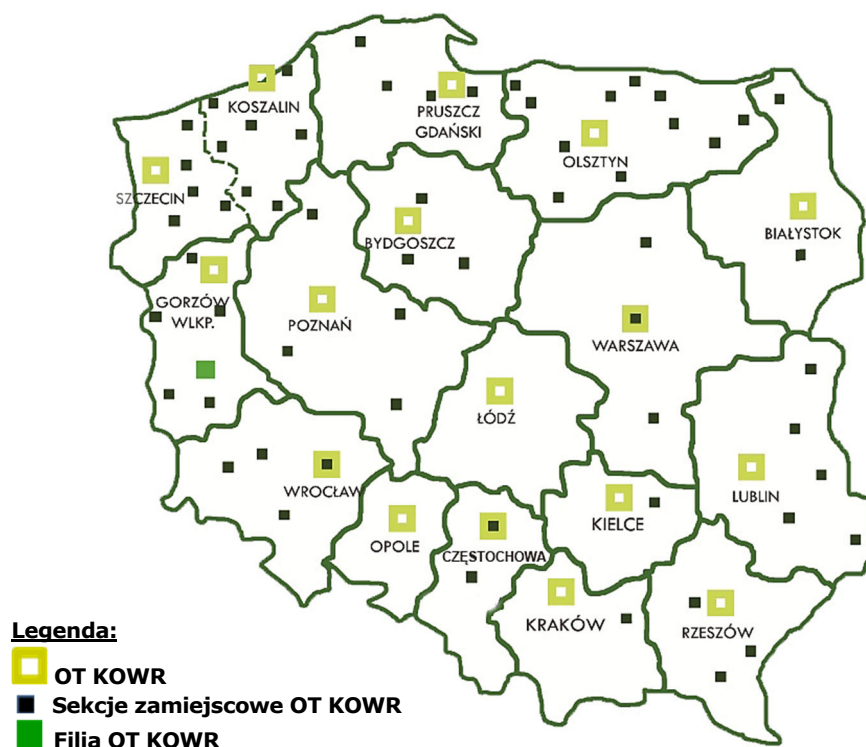 KOSZALIN
PRUSZCZ
GDAŃSKI
OLSZTYN
SZCZECIN
BYDGOSZCZ
BIAŁYSTOK
GORZÓW
WLKP.
POZNAŃ
WARSZAWA
ŁÓDŹ
WROCŁAW
LUBLIN
OPOLE
KIELCE
CZĘSTOCHOWA
KRAKÓW
RZESZÓW
Legenda:
OT KOWR
Sekcje zamiejscowe OT KOWR
Filia OT KOWR